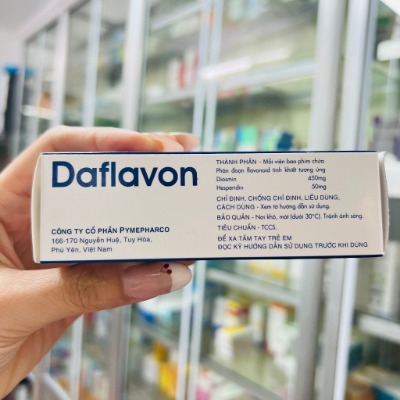 Daflavon
CÔNG TY CỔ PHẦN PYMEPHARCO
166-170 Nguyễn Huệ, Tuy Hòa,
Phú Yên, Việt Nam
THÀNH PHẦN - Mỗi viên bao phim chứa
Phân đoạn flavonoid tinh khiết tương ứng
Diosmin 450mg
Hesperidin 50mg
CHỈ ĐỊNH, CHỐNG CHỈ ĐỊNH, LIỀU DÙNG,
CÁCH DÙNG - Xem tờ hướng dẫn sử dụng.
BẢO QUẢN - Nơi khô, mát (dưới 30°C). Tránh ánh sáng.
TIÊU CHUẨN - TCCS.
ĐỂ XA TẦM TAY TRẺ EM
ĐỌC KỸ HƯỚNG DẪN SỬ DỤNG TRƯỚC KHI DÙNG